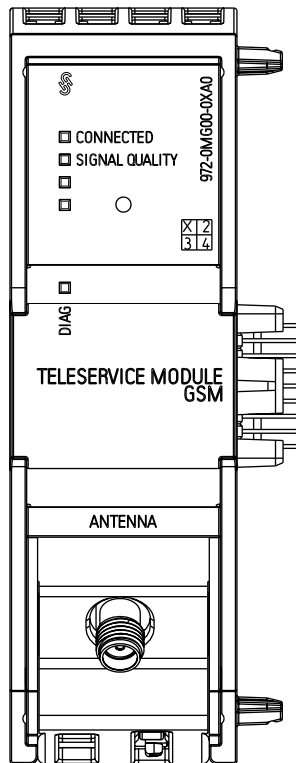 CONNECTED
SIGNAL QUALITY
972-0MG00-0XA0
X 2
3 4
DIAG
TELESERVICE MODULE
GSM
ANTENNA